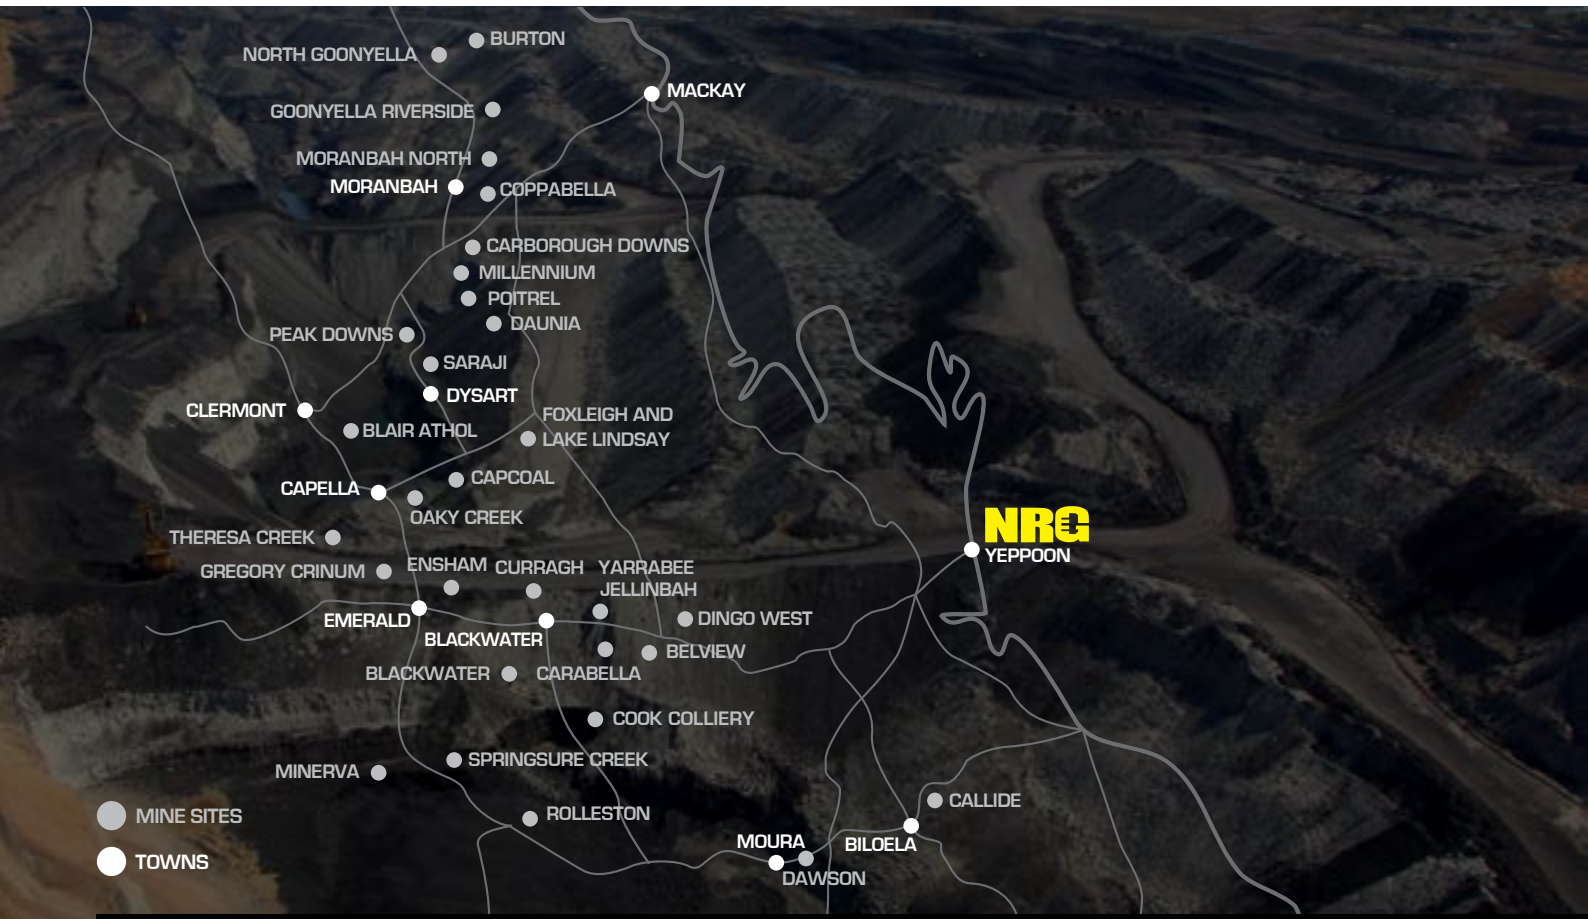 BURTON
NORTH GOONYELLA
MACKAY
GOONYELLA RIVERSIDE
MORANBAH NORTH
MORANBAH
COPPABELLA
CARBOROUGH DOWNS
MILLENNIUM
POITREL
DAUNIA
PEAK DOWNS
SARAJI
DYSART
CLERMONT
FOXLEIGH AND
LAKE LINDSAY
BLAIR ATHOL
CAPCOAL
CAPELLA
OAKY CREEK
NRG
YEPPOON
THERESA CREEK
GREGORY CRINUM
ENSHAM
CURRAGH
YARRABEE
JELLINBAH
EMERALD
DINGO WEST
BLACKWATER
BELVIEW
BLACKWATER
CARABELLA
COOK COLLIERY
SPRINGSURE CREEK
MINERVA
CALLIDE
ROLLESTON
MINE SITES
MOURA
BILOELA
TOWNS
DAWSON